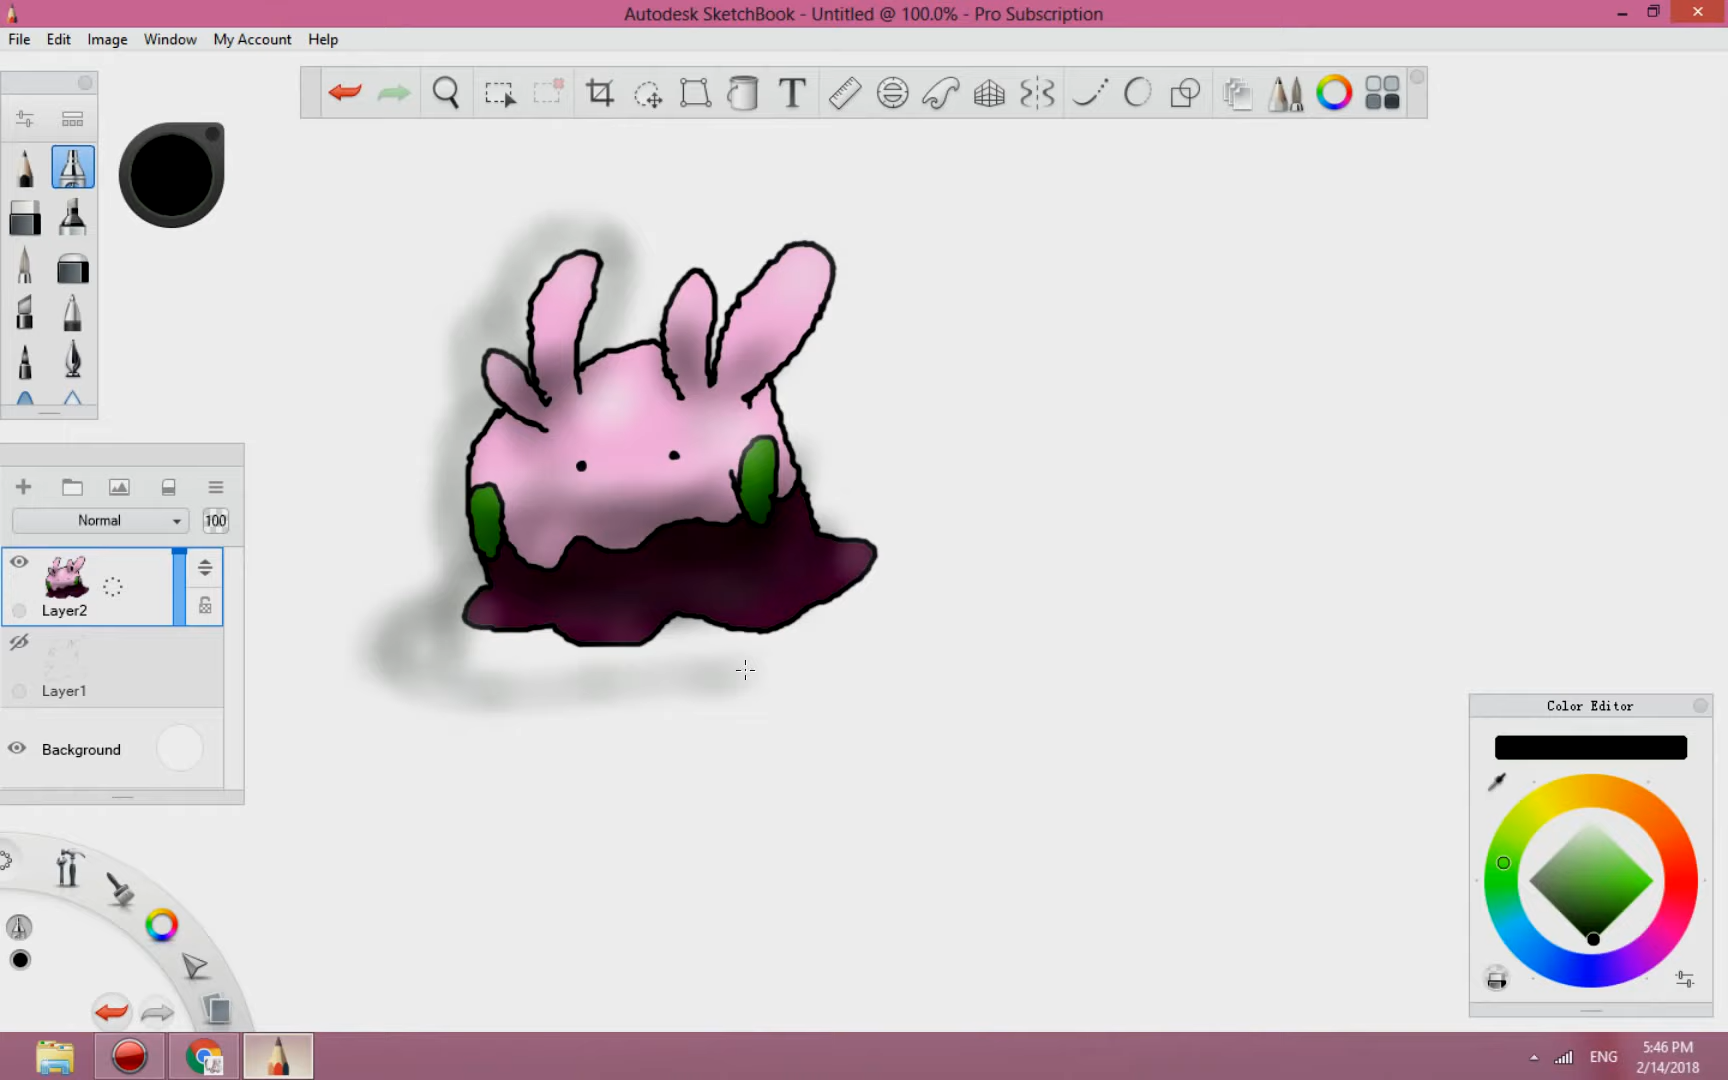 Autodesk SketchBook - Untitled @ 100.0% - Pro Subscription
File Edit Image Window My Account Help
T
Normal 100
Layer2
Layer1
Background
Color Editor
ENG
5:46 PM
2/14/2018